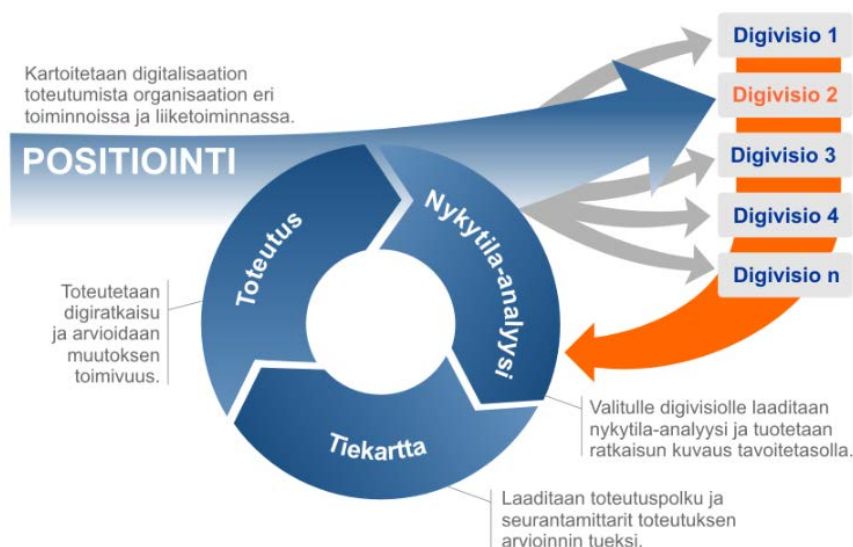 Kartoitetaan digitalisaation
toteutumista organisaation eri
toiminnoissa ja liiketoiminnassa.
POSITIOINTI
Digivisio 1
Digivisio 2
Digivisio 3
Digivisio 4
Digivisio n
Toteutus
Nykytila-analyysi
Tiekartta
Toteutetaan
digiratkaisu
ja arvioidaan
muutoksen
toimivuus.
Valitulle digivisiolle laaditaan
nykytila-analyysi ja tuotetaan
ratkaisun kuvaus tavoitetasolla.
Laaditaan toteutuspolku ja
seurantamittarit toteutuksen
arvioinnin tueksi.